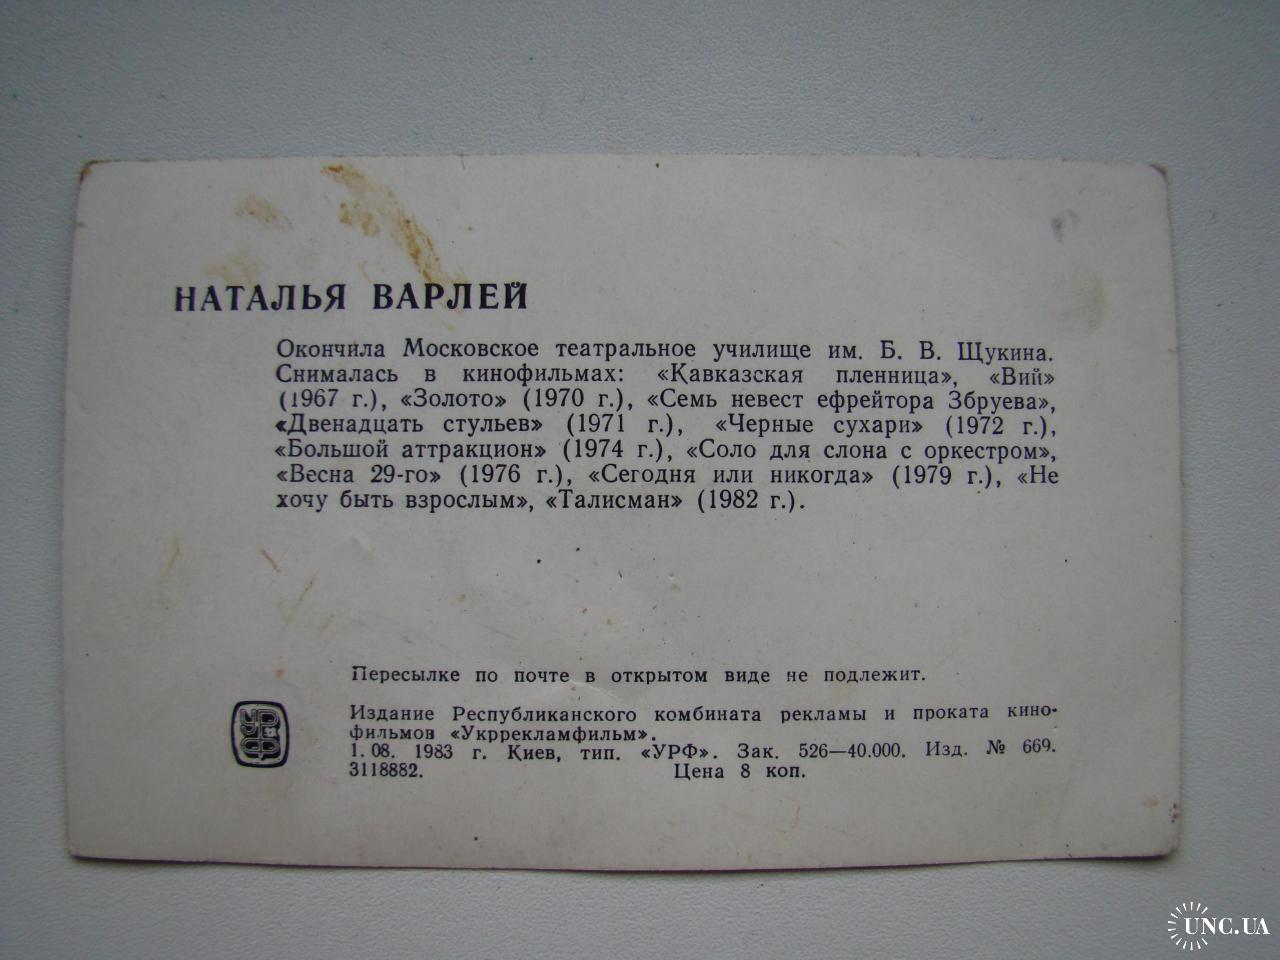 НАТАЛЬЯ ВАРЛЕЙ
Окончила Московское театральное училище им. Б. В. Щукина.
Снималась в кинофильмах: «Кавказская пленница», «Вий»
(1967 г.), «Золото» (1970 г.), «Семь невест ефрейтора Збруева»,
«Двенадцать стульев» (1971 г.), «Черные сухари» (1972 г.),
«Большой аттракцион» (1974 г.), «Соло для слона с оркестром»,
«Весна 29-го» (1976 г.), «Сегодня или никогда» (1979 г.), «Не
хочу быть взрослым», «Талисман» (1982 г.).
Пересылке по почте в открытом виде не подлежит.
Издание Республиканского комбината рекламы и проката кино-
фильмов «Укррекламфильм».
1. 08. 1983 г. Киев, тип. «УРФ». Зак. 526—40.000. Изд. № 669.
3118882. Цена 8 коп.
UNC.UA